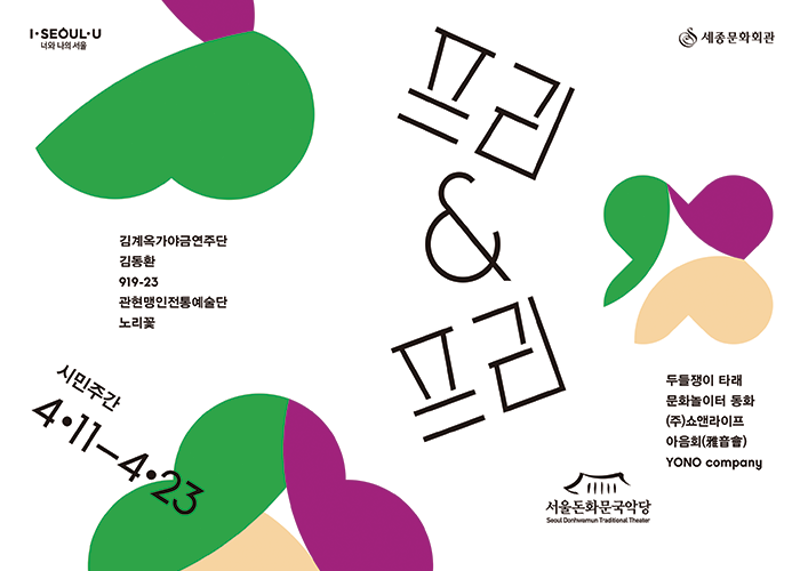 I·SEOUL·U
너와 나의 서울
세종문화회관
프리
&
프리
김계옥가야금연주단
김동환
919-23
관현맹인전통예술단
노리꽃
두들쟁이 타래
문화놀이터 동화
(주)쇼앤라이프
아음회(雅音會)
YONO company
시민주간
4·11–4·23
서울돈화문국악당
Seoul Donhwamun Traditional Theater